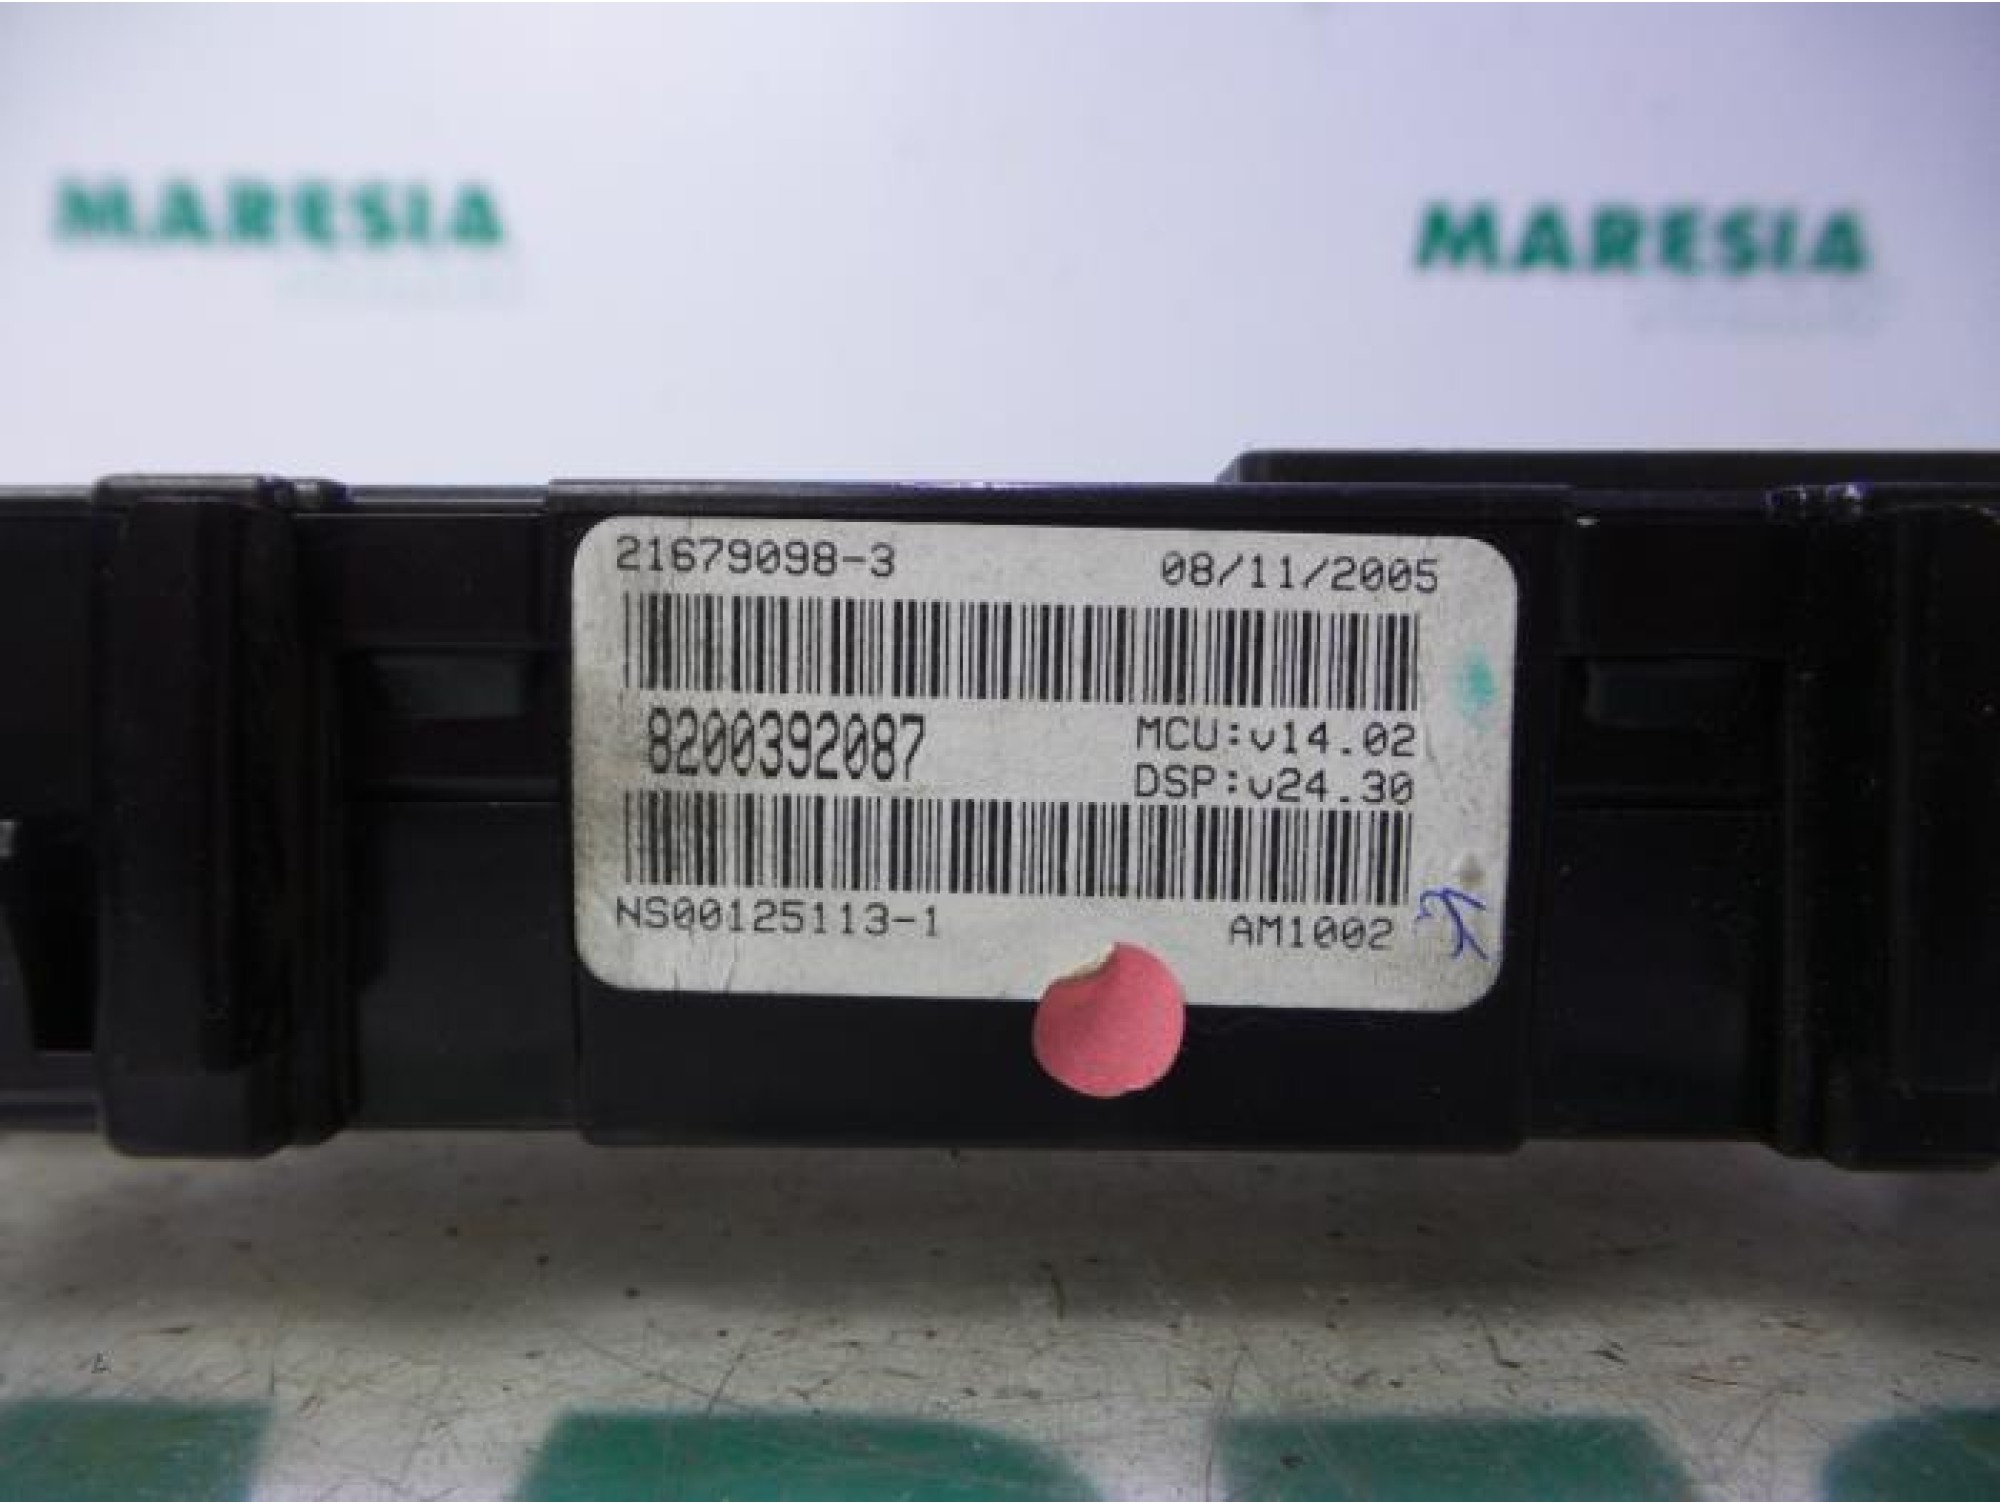 MARESIA
MARESIA
21679098-3 08/11/2005
8200392087
MCU:v14.02
DSP:v24.30
NS00125113-1 AM1002